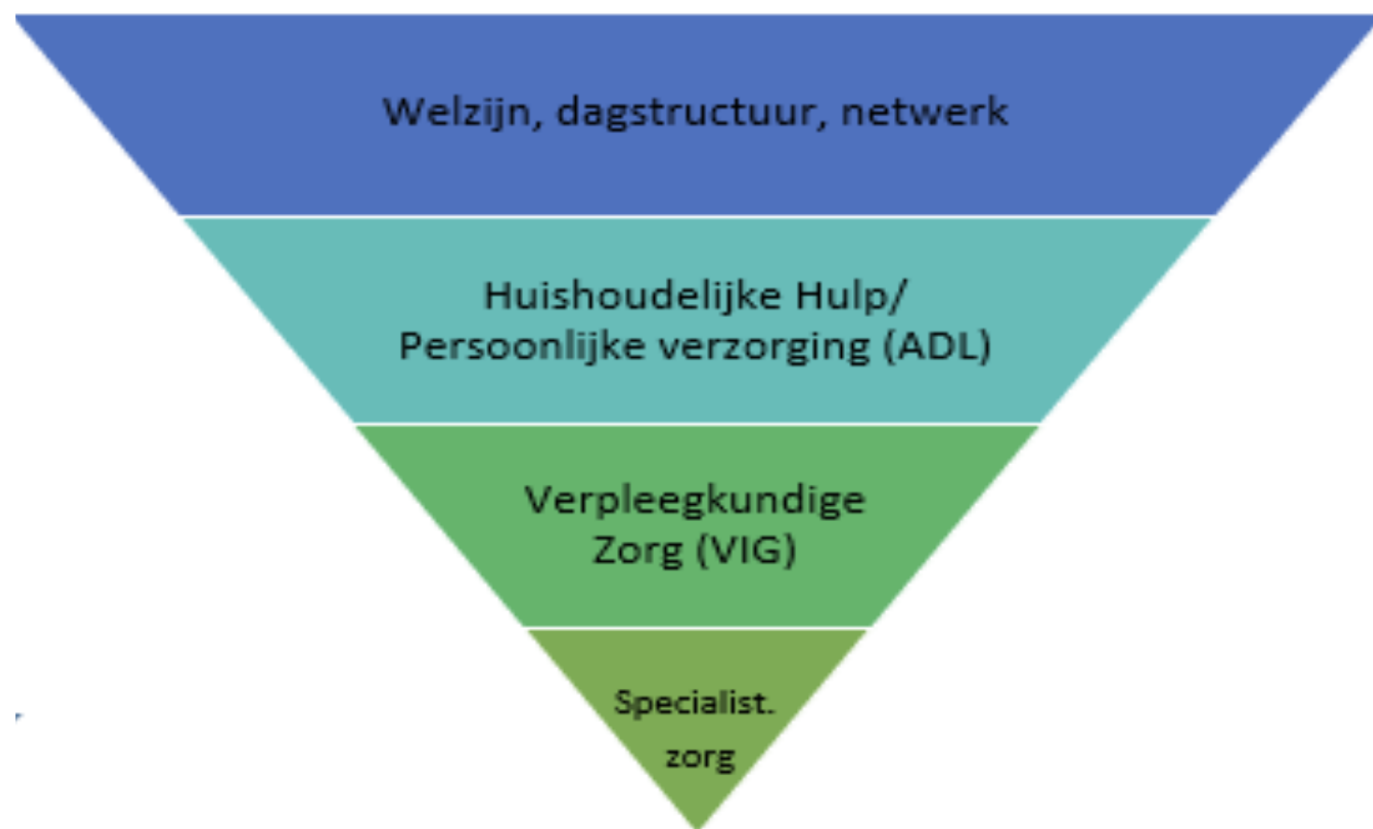 Welzijn, dagstructuur, netwerk
Huishoudelijke Hulp/
Persoonlijke verzorging (ADL)
Verpleegkundige
Zorg (VIG)
Specialist.
zorg